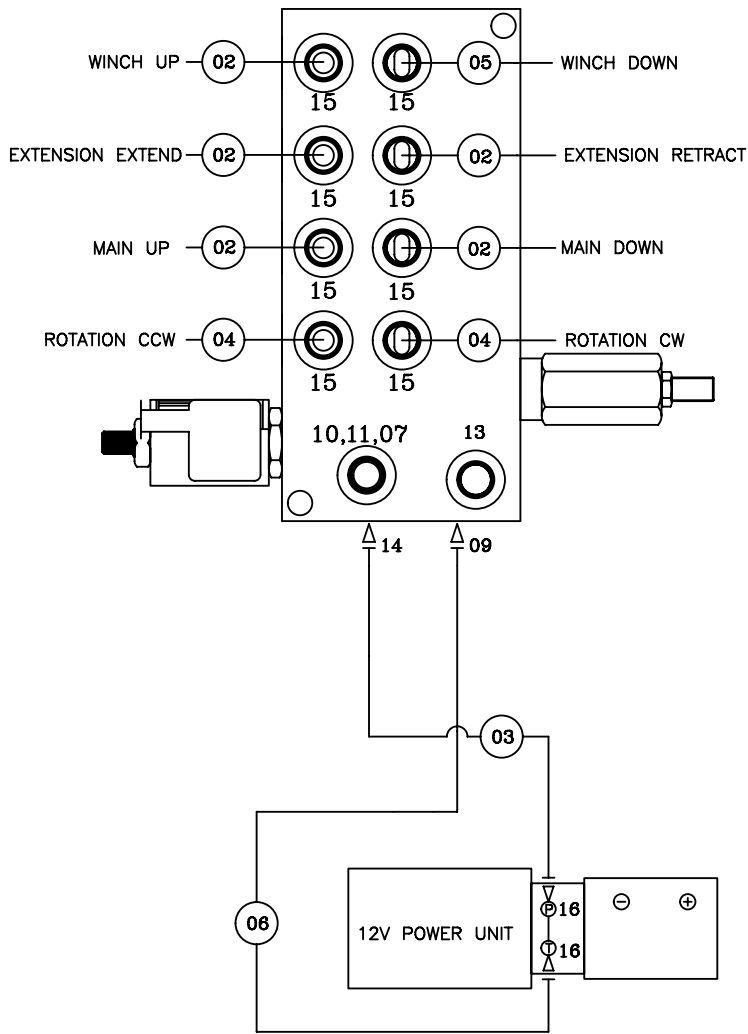 WINCH UP 02 05 WINCH DOWN
15 15
EXTENSION EXTEND 02 02 EXTENSION RETRACT
15 15
MAIN UP 02 02 MAIN DOWN
15 15
ROTATION CCW 04 04 ROTATION CW
15 15
10,11,07 13
14 09
03
P 16 - +
06 12V POWER UNIT
T 16